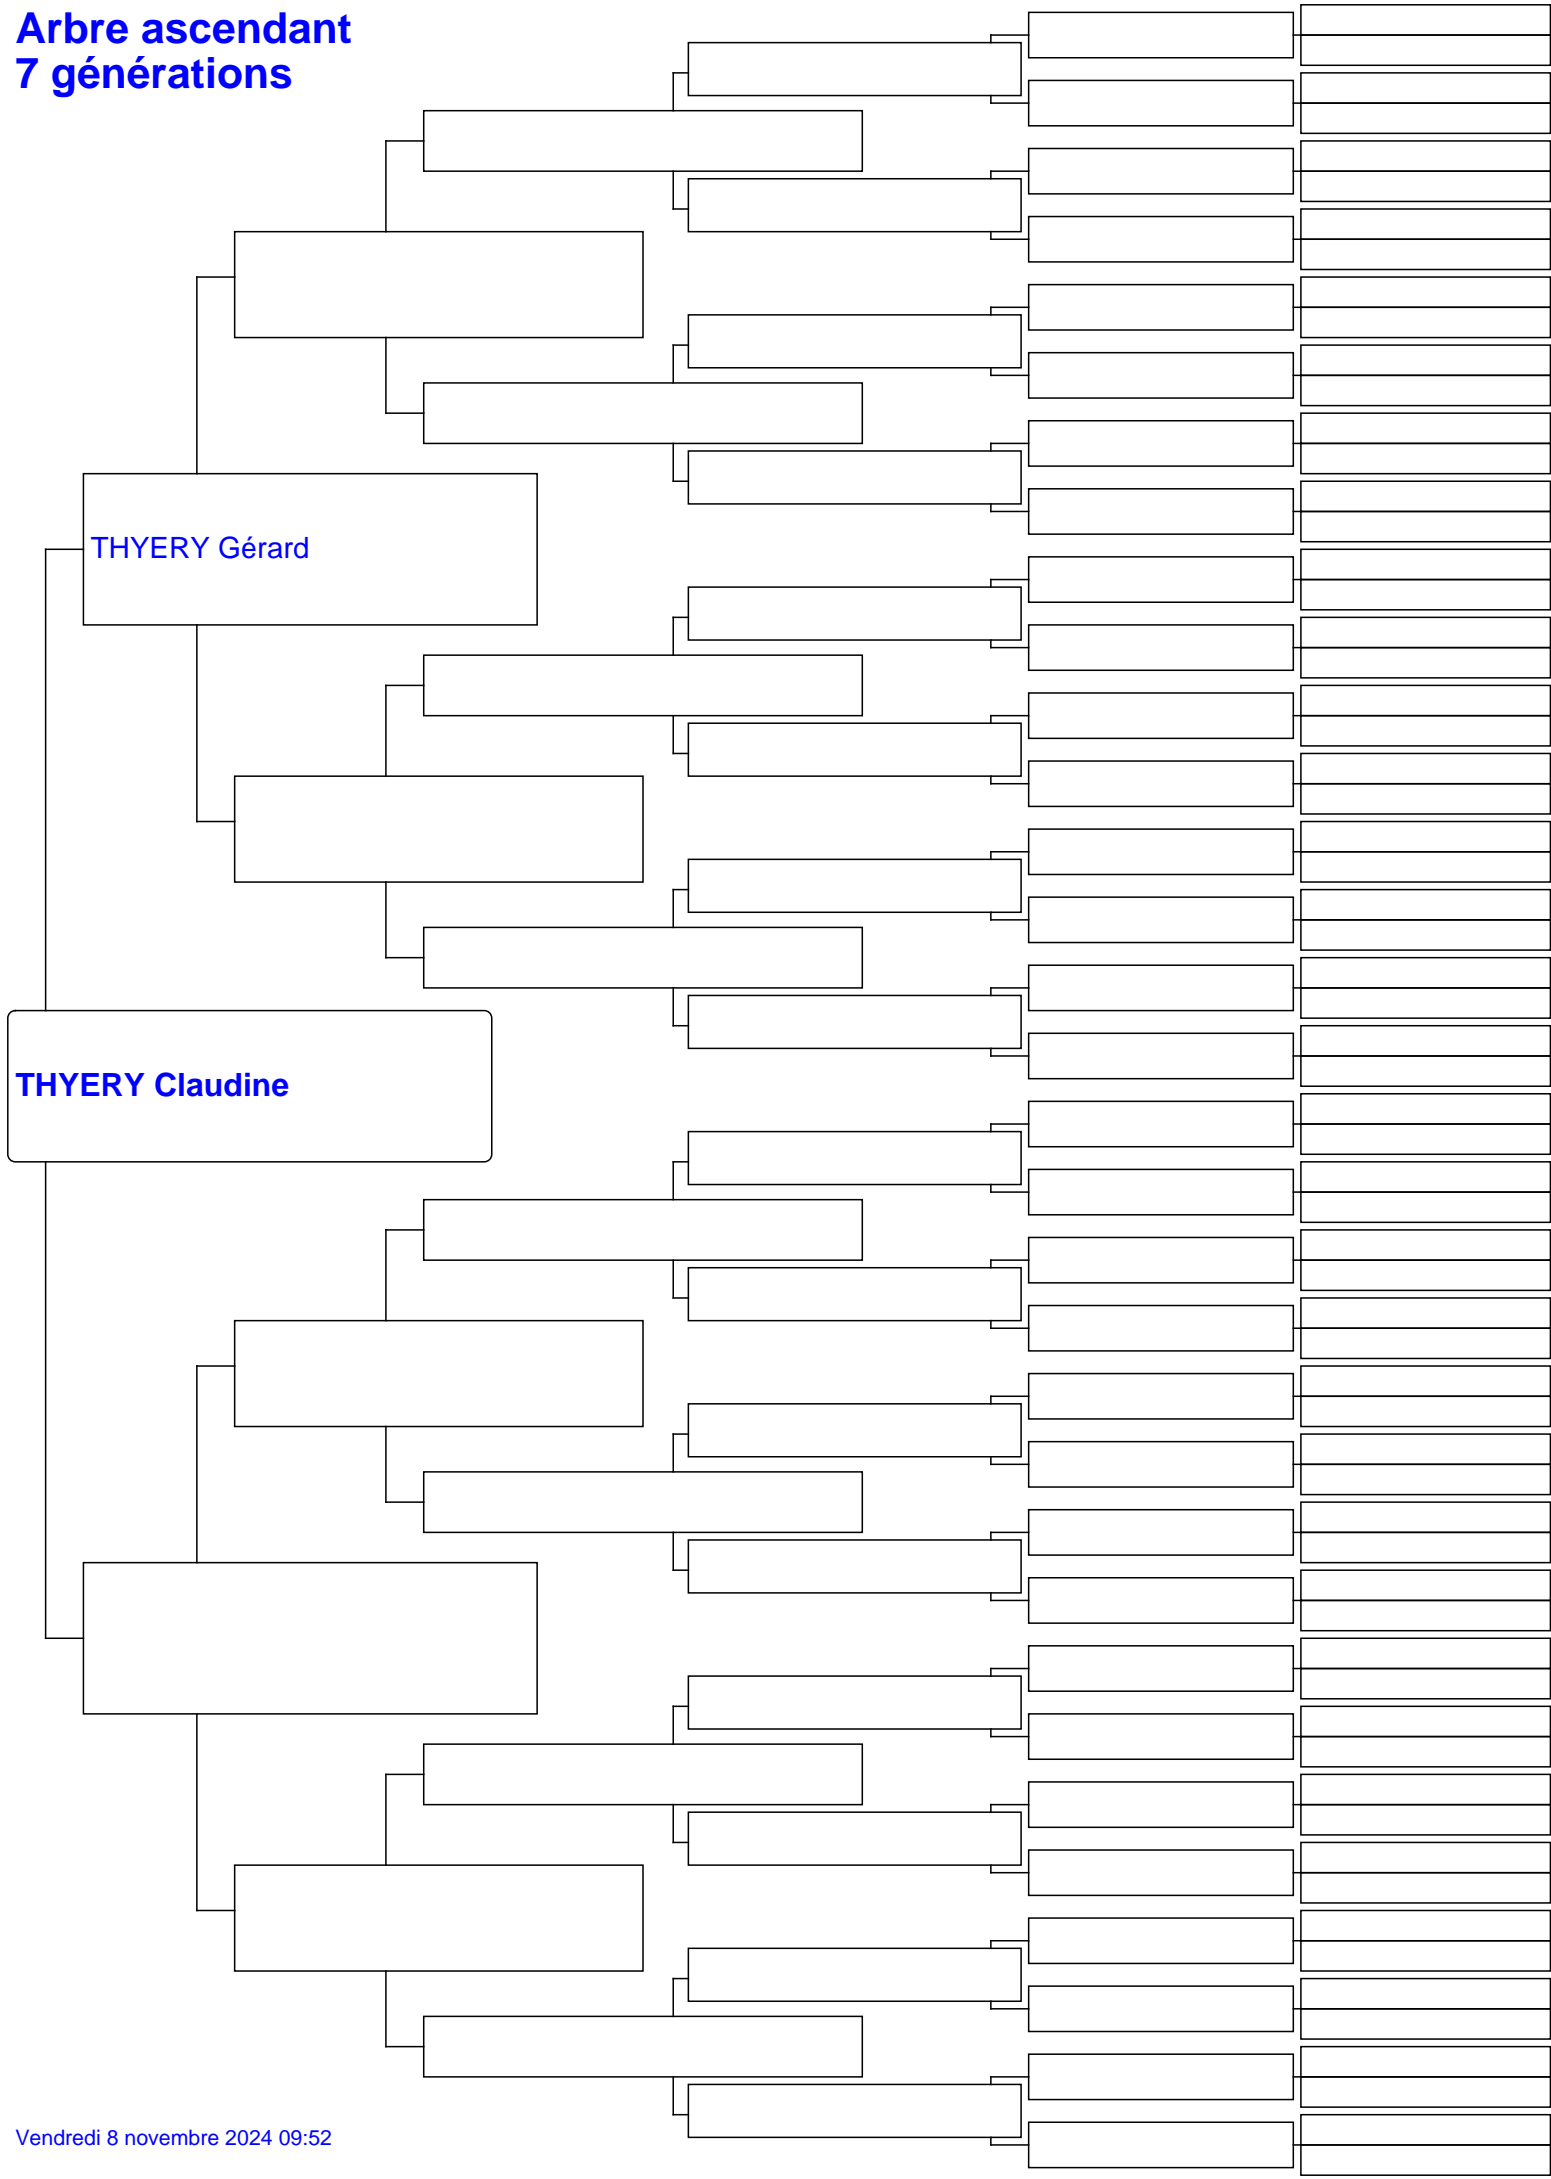 Arbre ascendant
7 générations
THYERY Gérard
THYERY Claudine
Vendredi 8 novembre 2024 09:52